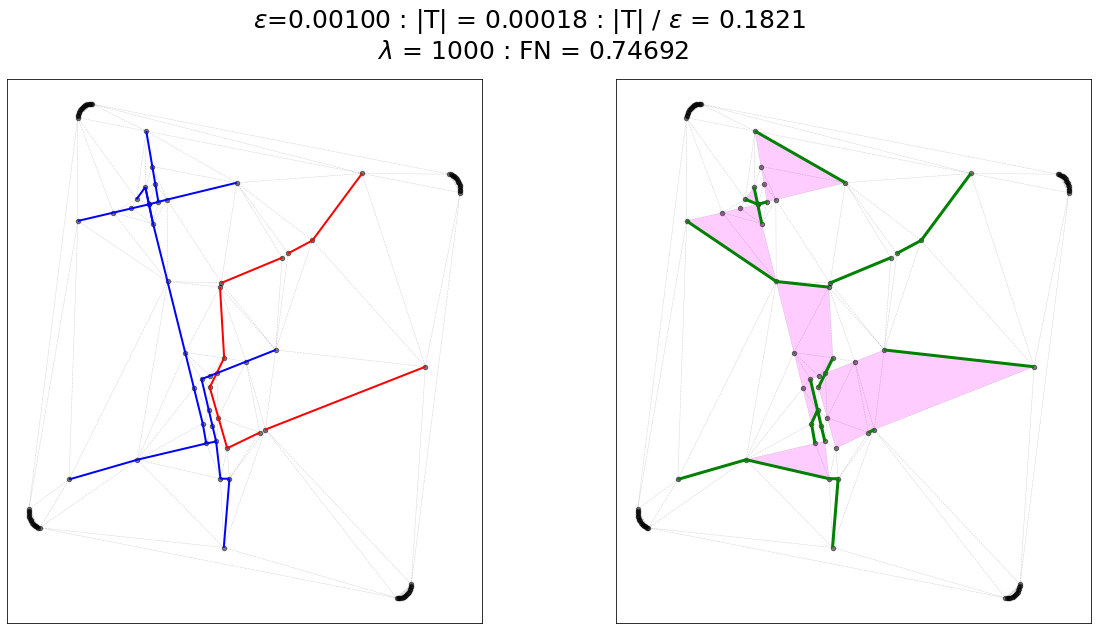 ε=0.00100 : |T| = 0.00018 : |T| / ε = 0.1821
λ = 1000 : FN = 0.74692